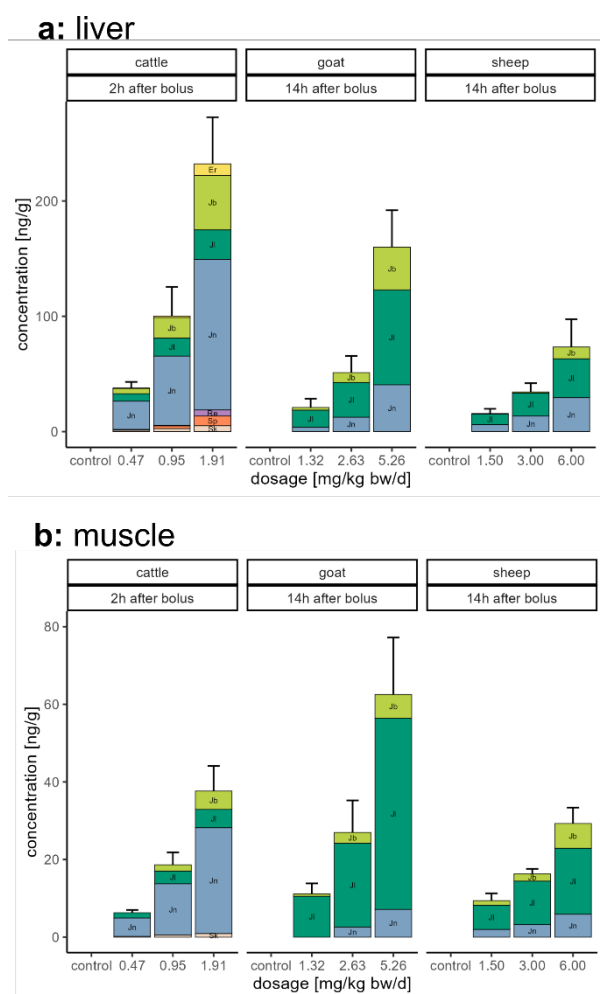 a: liver
cattle goat sheep
2h after bolus 14h after bolus 14h after bolus
concentration [ng/g]
200
100
0
Er
Jb
Jl
Jn
Re
Sp
Sk
Jb
Jl
Jn
Jn
Jb
Jl
Jn
Jb
Jl
Jn
Jl
Jb
Jl
Jn
Jl
Jn
Jl
control 0.47 0.95 1.91 control 1.32 2.63 5.26 control 1.50 3.00 6.00
dosage [mg/kg bw/d]
b: muscle
cattle goat sheep
2h after bolus 14h after bolus 14h after bolus
concentration [ng/g]
80
60
40
20
0
Jb
Jl
Jn
Sk
Jl
Jn
Jn
Jb
Jl
Jn
Jb
Jl
Jn
Jl
Jb
Jl
Jn
Jb
Jl
Jn
Jl
control 0.47 0.95 1.91 control 1.32 2.63 5.26 control 1.50 3.00 6.00
dosage [mg/kg bw/d]